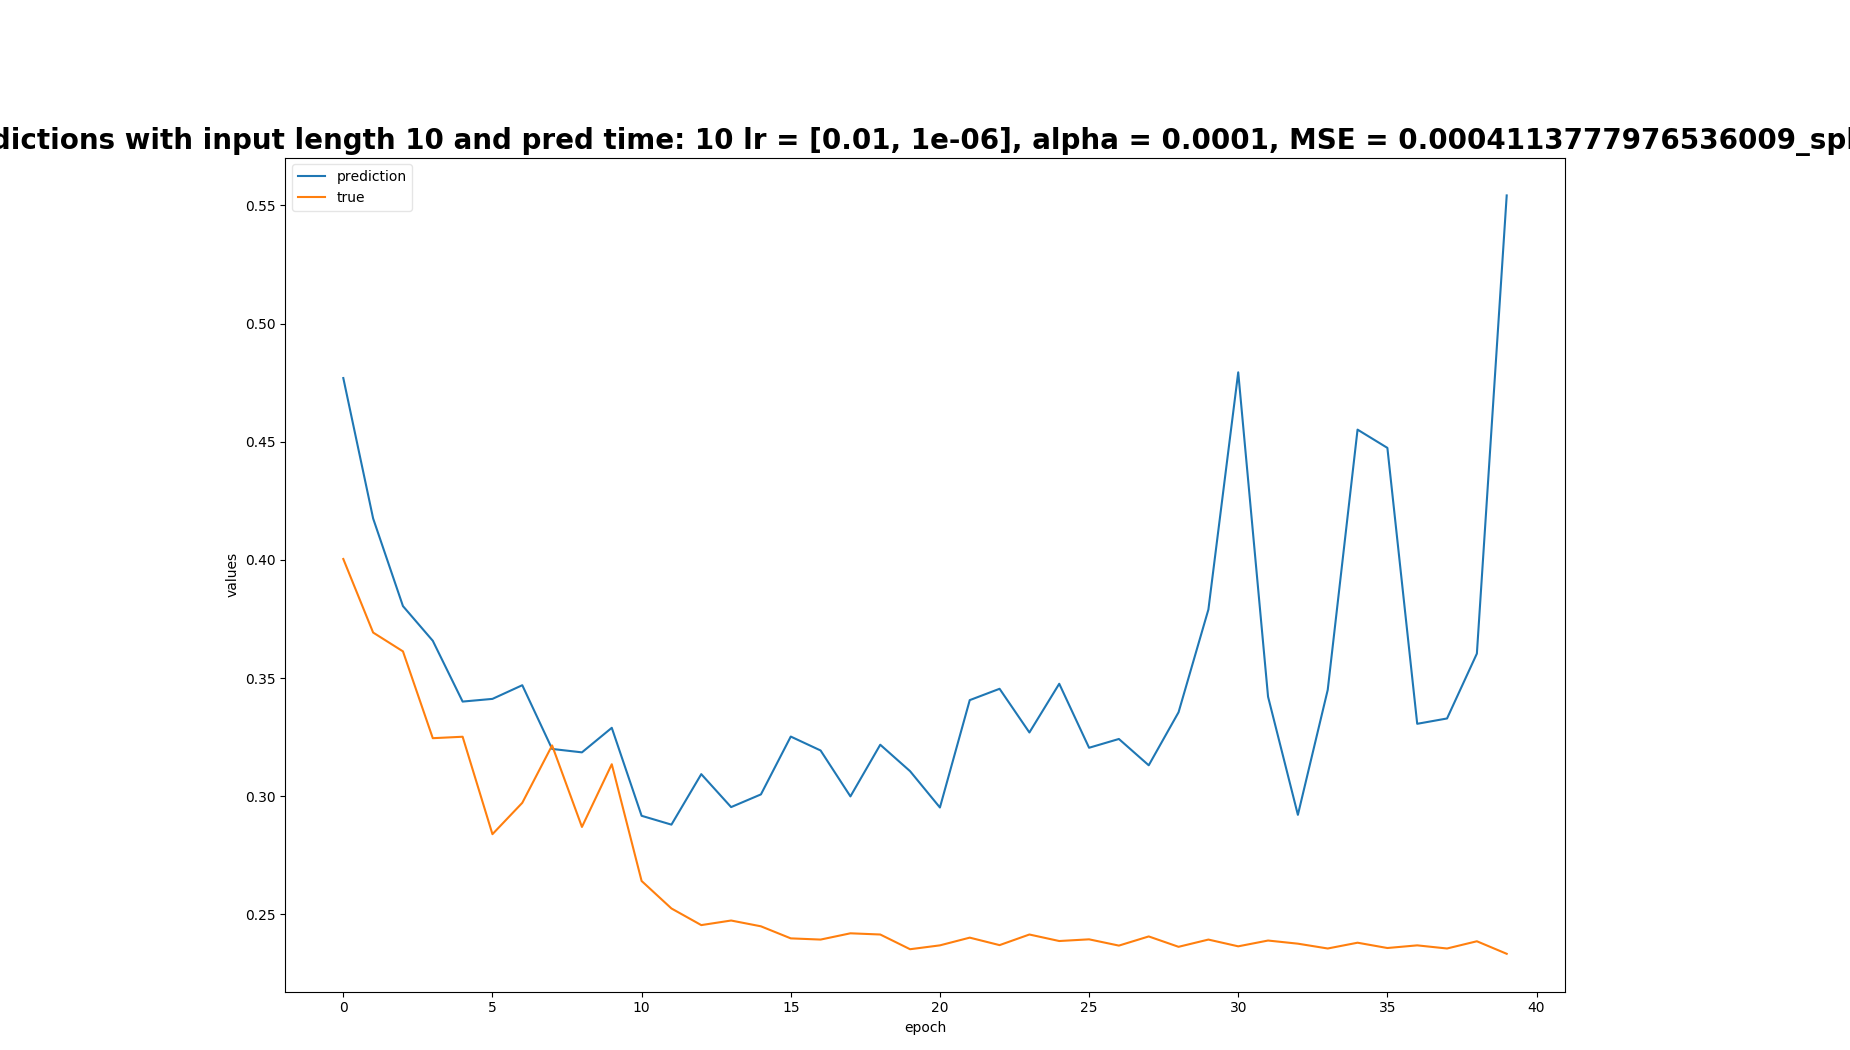 dictions with input length 10 and pred time: 10 lr = [0.01, 1e-06], alpha = 0.0001, MSE = 0.0004113777976536009_spl
prediction
true
0.55
0.50
0.45
0.40
0.35
0.30
0.25
values
0 5 10 15 20 25 30 35 40
epoch